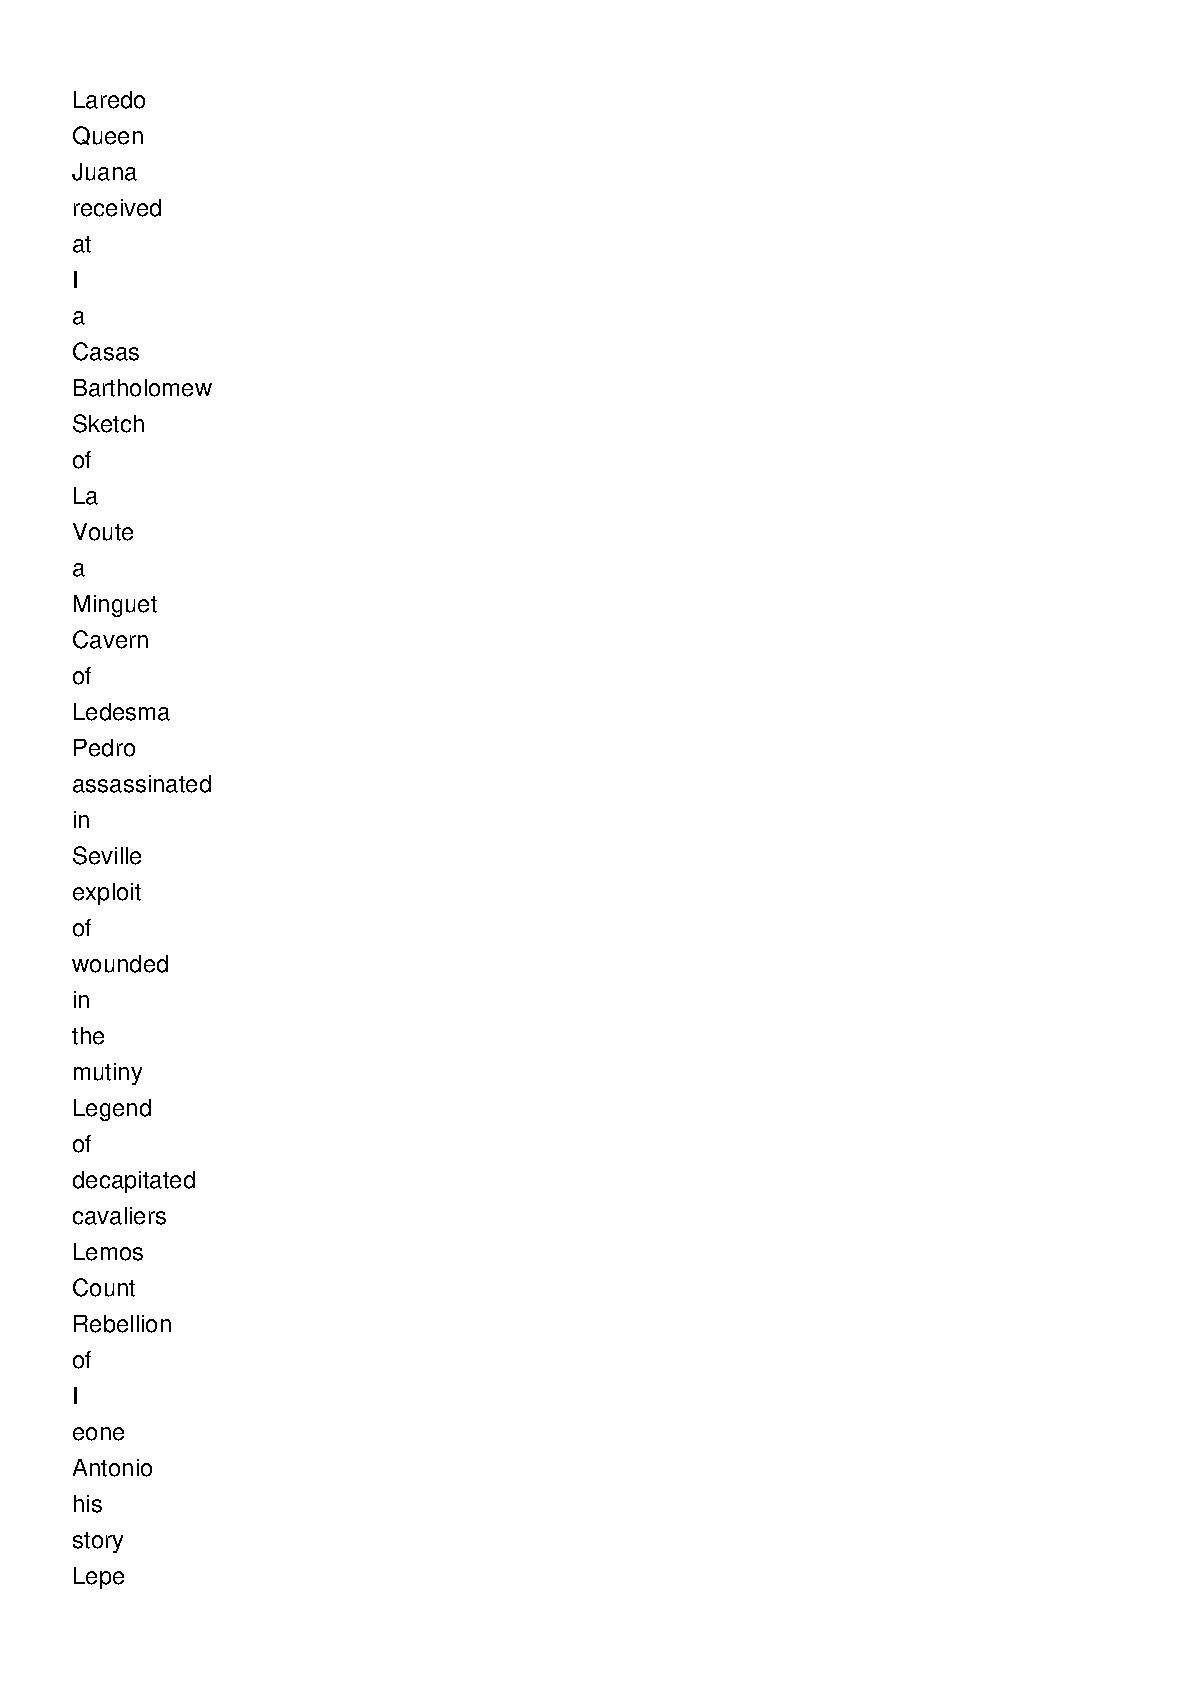 Laredo
Queen
Juana
received
at
I
a
Casas
Bartholomew
Sketch
of
La
Voute
a
Minguet
Cavern
of
Ledesma
Pedro
assassinated
in
Seville
exploit
of
wounded
in
the
mutiny
Legend
of
decapitated
cavaliers
Lemos
Count
Rebellion
of
I
eone
Antonio
his
story
Lepe